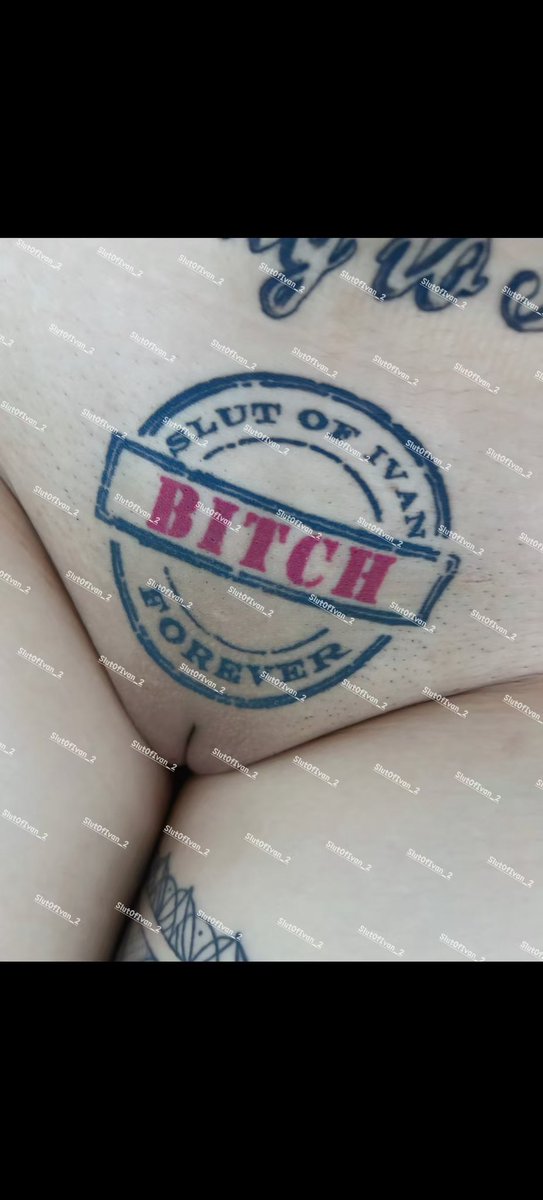 SLUT OF IVAN
BITCH
FOREVER
SlutOfIvan_2